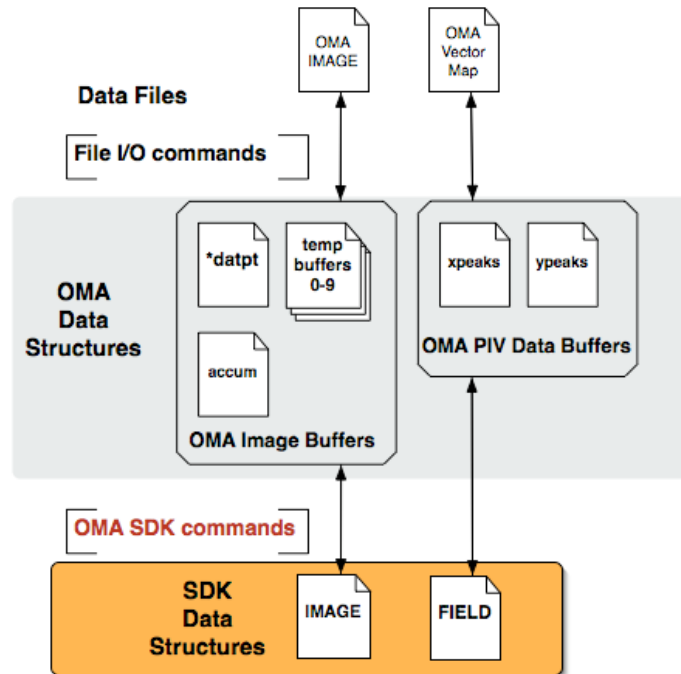 OMA
IMAGE
OMA
Vector
Map
Data Files
File I/O commands
*datpt
temp
buffers
0-9
xpeaks
ypeaks
OMA
Data
Structures
OMA PIV Data Buffers
accum
OMA Image Buffers
OMA SDK commands
SDK
Data
Structures
IMAGE
FIELD